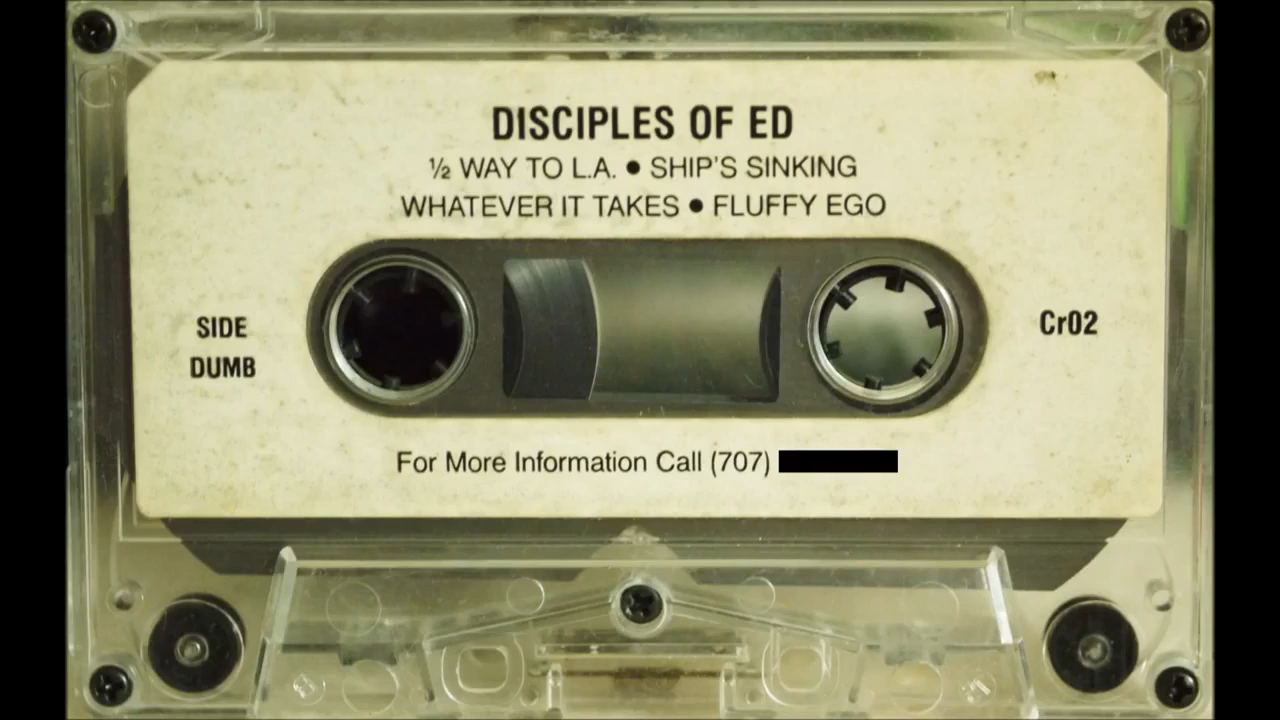 DISCIPLES OF ED
½ WAY TO L.A. • SHIP'S SINKING
WHATEVER IT TAKES • FLUFFY EGO
SIDE
DUMB
Cr02
For More Information Call (707)